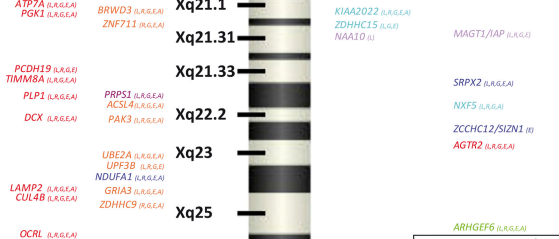 ATP7A (L,R,G,E,A)
PGK1 (L,R,G,E,A)
BRWD3 (L,R,G,E,A)
ZNF711 (R,G,E,A)
Xq21.1
KIAA2022 (L,R,G,E,A)
ZDHHC15 (L,G,E)
NAA10 (L)
Xq21.31
MAGT1/IAP (L,R,G,E)
PCDH19 (L,R,G,E)
TIMM8A (L,R,G,E,A)
Xq21.33
SRPX2 (L,R,G,E,A)
PLP1 (L,R,G,E,A)
PRPS1 (L,R,G,E,A)
ACSL4 (L,R,G,E,A)
NXF5 (L,R,G,A)
DCX (L,R,G,E,A)
PAK3 (L,R,G,E,A)
Xq22.2
ZCCHC12/SIZN1 (E)
AGTR2 (L,R,G,E,A)
UBE2A (L,R,G,E,A)
UPF3B (L,R,G,E)
NDUFA1 (L,R,G,E,A)
Xq23
LAMP2 (L,R,G,E,A)
CUL4B (L,R,G,E,A)
GRIA3 (L,R,G,E,A)
ZDHHC9 (R,G,E,A)
Xq25
OCRL (L,R,G,E,A)
ARHGEF6 (L,R,G,E,A)